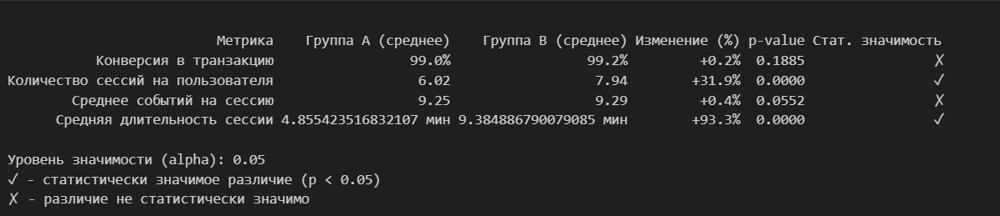 Метрика Группа A (среднее) Группа B (среднее) Изменение (%) p-value Стат. значимость
Конверсия в транзакцию 99.0% 99.2% +0.2% 0.1885 ✗
Количество сессий на пользователя 6.02 7.94 +31.9% 0.0000 ✓
Среднее событий на сессию 9.25 9.29 +0.4% 0.0552 ✗
Средняя длительность сессии 4.855423516832107 мин 9.384886790079085 мин +93.3% 0.0000 ✓
Уровень значимости (alpha): 0.05
✓ - статистически значимое различие (p < 0.05)
✗ - различие не статистически значимо